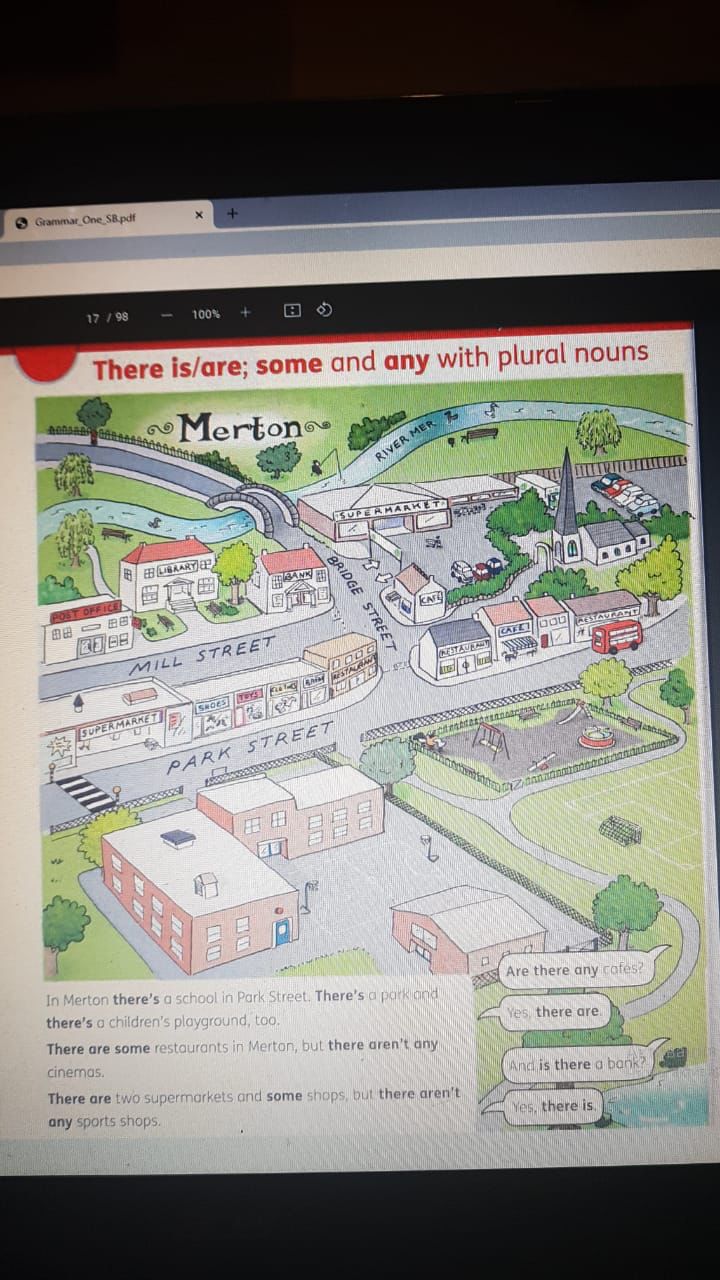 Grammar_One_SB.pdf × +
17 / 98 — 100% +
There is/are; some and any with plural nouns
Merton
RIVER MER
SUPERMARKET
LIBRARY
BANK
BRIDGE STREET
CAFÉ
POST OFFICE
RESTAURANT
CAFÉ
RESTAURANT
MILL STREET
SUPERMARKET
SHOES
TOYS
CLOTHES
RESTAURANT
PARK STREET
In Merton there's a school in Park Street. There's a park and
there's a children's playground, too.
There are some restaurants in Merton, but there aren't any
cinemas.
There are two supermarkets and some shops, but there aren't
any sports shops.
Are there any cafés?
Yes, there are.
And is there a bank?
Yes, there is.